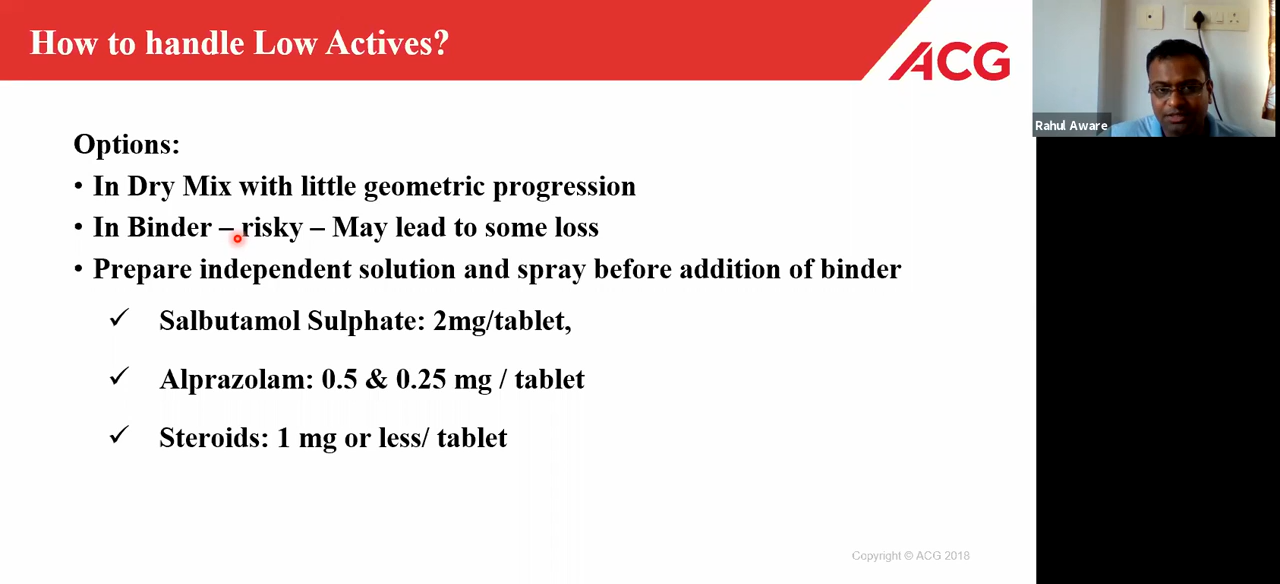 How to handle Low Actives?
ACG
Rahul Aware
Options:
• In Dry Mix with little geometric progression
• In Binder – risky – May lead to some loss
• Prepare independent solution and spray before addition of binder
✓ Salbutamol Sulphate: 2mg/tablet,
✓ Alprazolam: 0.5 & 0.25 mg / tablet
✓ Steroids: 1 mg or less/ tablet
Copyright © ACG 2018